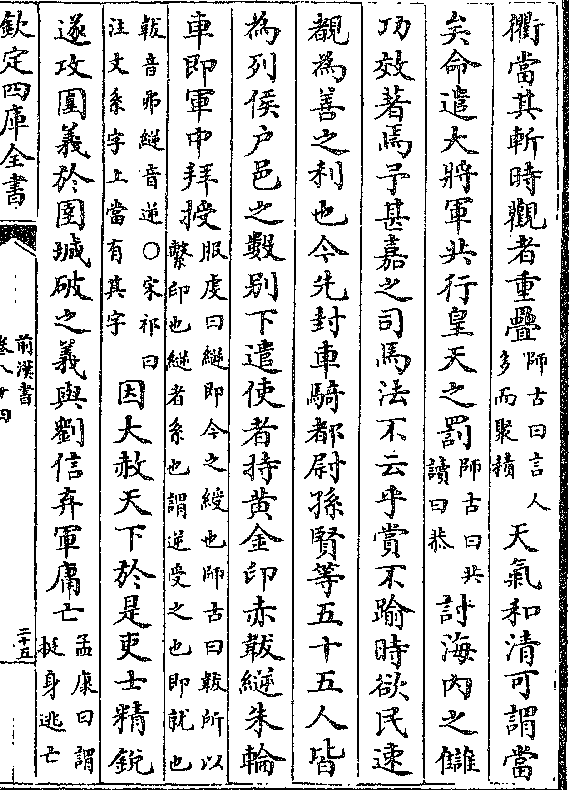 衢當其斬時觀者重疊師古曰言人多而聚積天氣和清可謂當
矣命遣大將軍共行皇天之罰師古曰共讀曰恭討海内之讎
功效著焉予甚嘉之司馬法不云乎賞不踰時欲民速
覩為善之利也今先封車騎都尉孫賢等五十五人皆
為列侯户邑之數别下遣使者持黄金印赤韍縌朱輪
車即軍中拜授服虔曰縌即今之綬也師古曰韍所以繫印也縌者系也謂逆受之也即就也
韍音弗縌音逆○宋祁曰注文系字上當有其字因大赦天下於是吏士精銳
遂攻圍義於圉城破之義與劉信弃軍庸亡孟康曰謂挺身逃亡
欽定四庫全書
前漢書
卷八十四
三十五